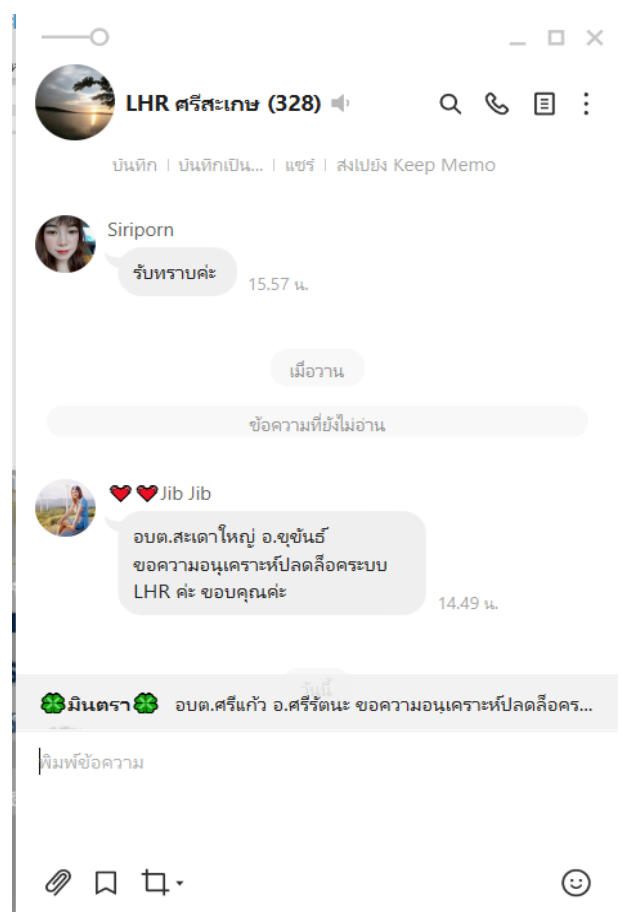 LHR ศรีสะเกษ (328)
บันทึก | บันทึกเป็น... | แชร์ | ส่งไปยัง Keep Memo
Siriporn
รับทราบค่ะ
15.57 น.
เมื่อวาน
ข้อความที่ยังไม่อ่าน
Jib Jib
อบต.สะเดาใหญ่ อ.ขุขันธ์
ขอความอนุเคราะห์ปลดล็อคระบบ
LHR ค่ะ ขอบคุณค่ะ
14.49 น.
วันนี้
🍀มินตรา🍀 อบต.ศรีแก้ว อ.ศรีรัตนะ ขอความอนุเคราะห์ปลดล็อคร...
พิมพ์ข้อความ